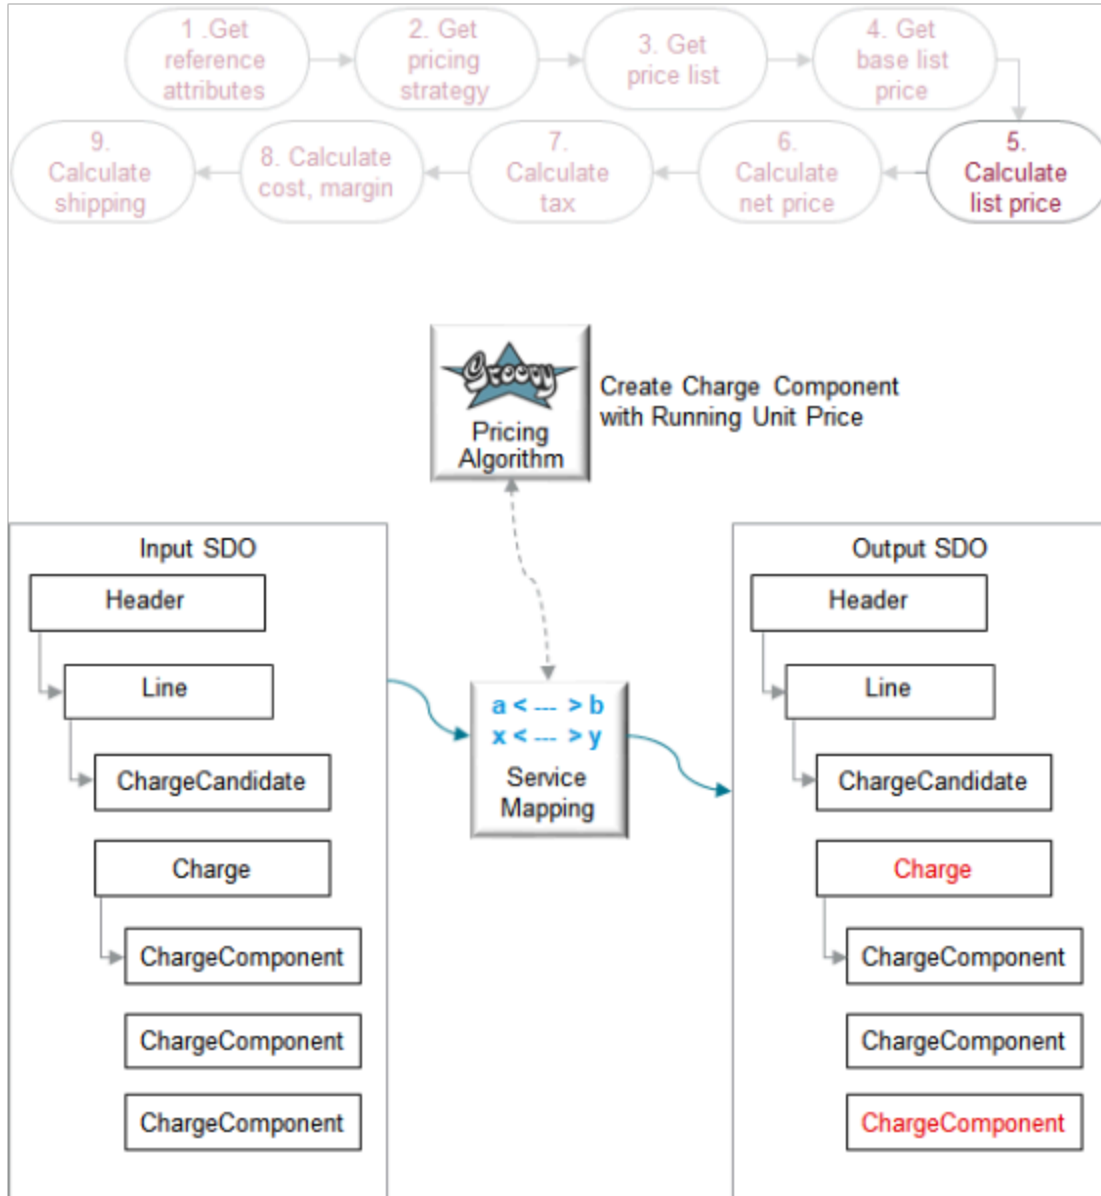 1 .Get
reference
attributes
2. Get
pricing
strategy
3. Get
price list
4. Get
base list
price
5.
Calculate
list price
6.
Calculate
net price
7.
Calculate
tax
8. Calculate
cost, margin
9.
Calculate
shipping
Groovy
Pricing
Algorithm
Create Charge Component
with Running Unit Price
Input SDO
Header
Line
ChargeCandidate
Charge
ChargeComponent
ChargeComponent
ChargeComponent
a < --- > b
x < --- > y
Service
Mapping
Output SDO
Header
Line
ChargeCandidate
Charge
ChargeComponent
ChargeComponent
ChargeComponent